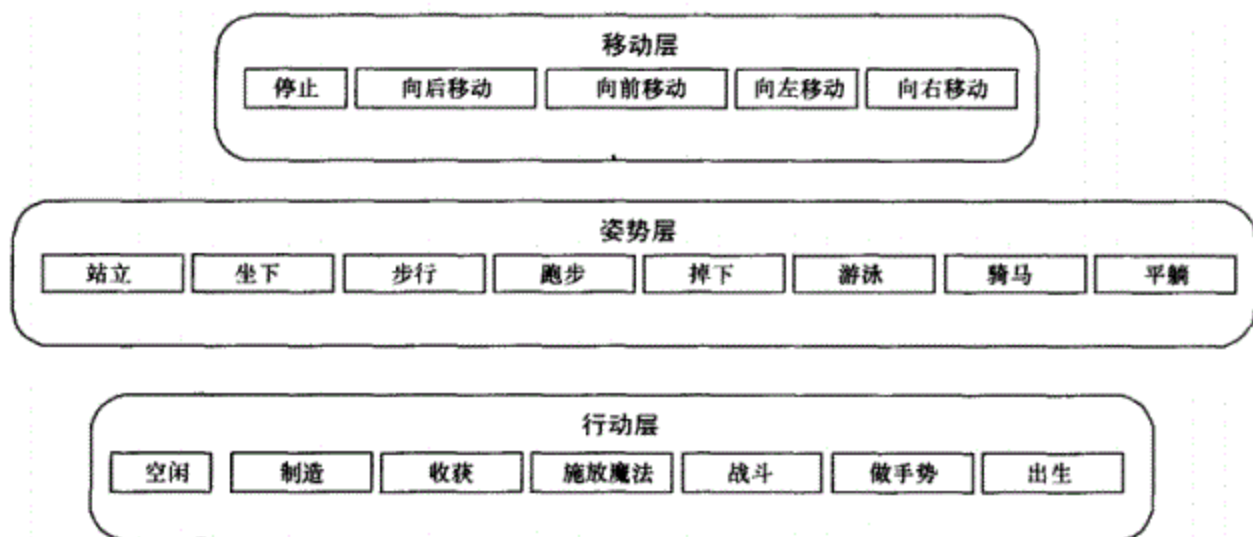 移动层
停止 向后移动 向前移动 向左移动 向右移动
姿势层
站立 坐下 步行 跑步 掉下 游泳 骑马 平躺
行动层
空闲 制造 收获 施放魔法 战斗 做手势 出生